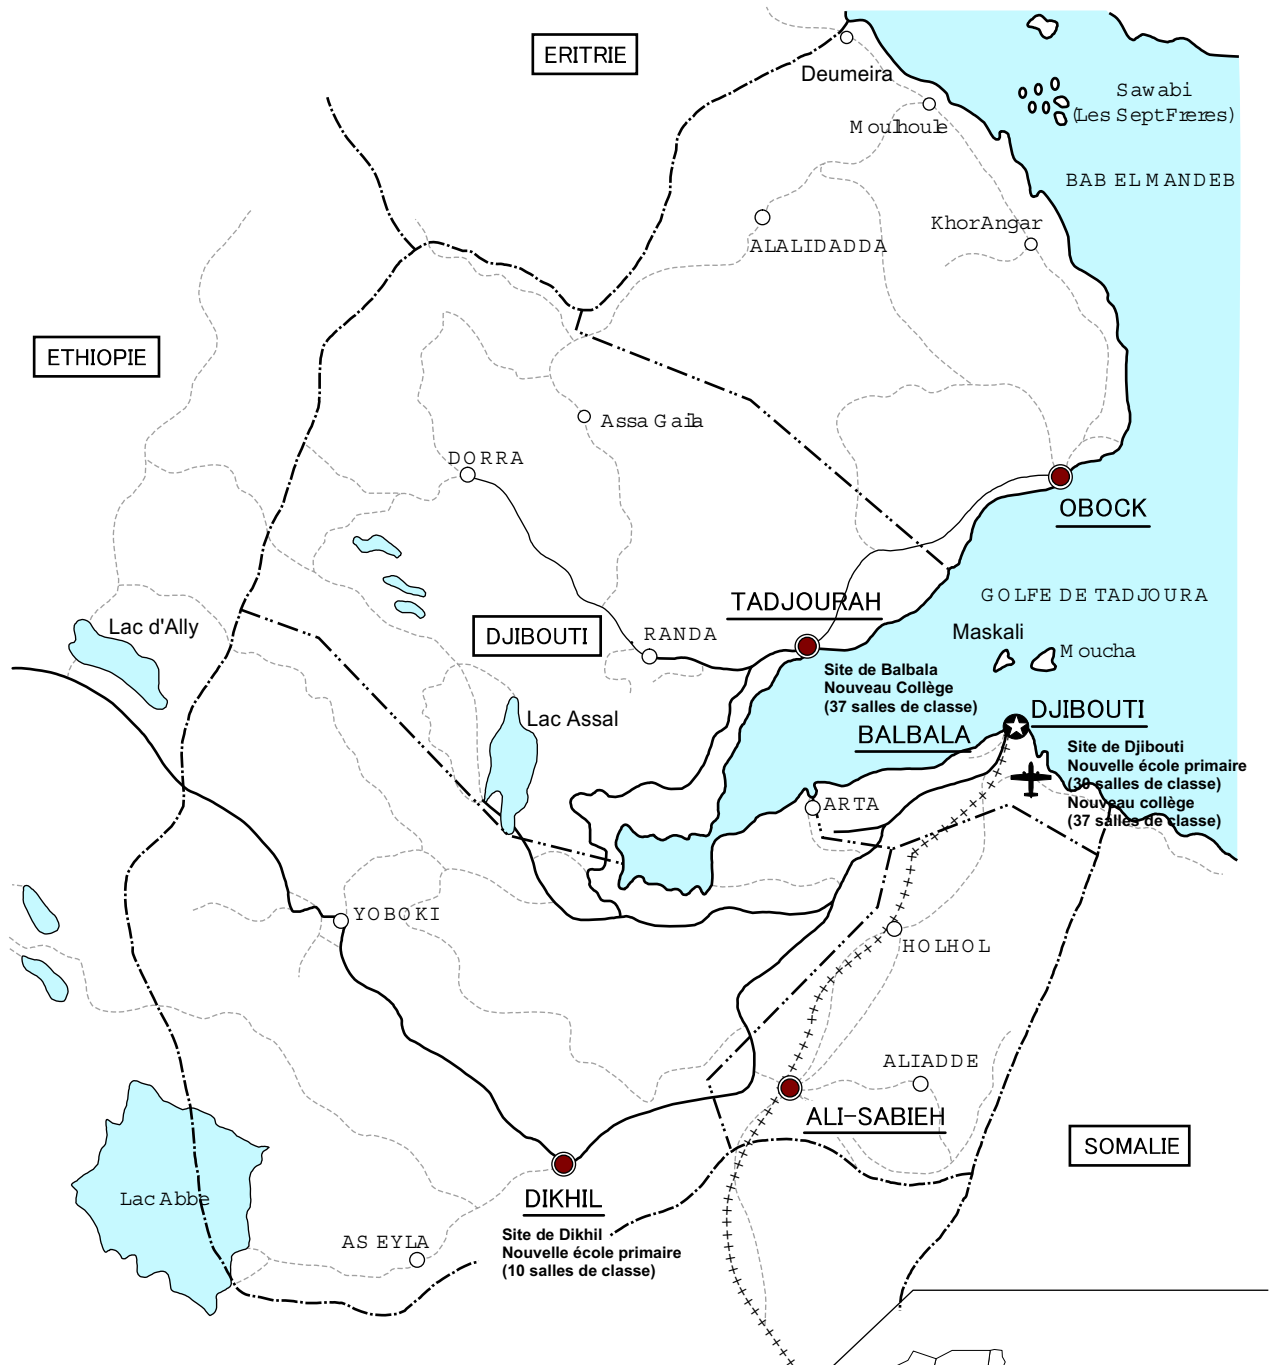 ERITRIE
Deumeira
Sawabi
(Les Sept Freres)
Moulhoule
BAB EL MANDEB
KhorAngar
ALALIDADDA
ETHIOPIE
Assa Gaila
DORRA
OBOCK
GOLFE DE TADJOURA
TADJOURAH
Lac d'Ally
DJIBOUTI
RANDA
Maskali
Moucha
Site de Balbala
Nouveau Collège
(37 salles de classe)
Lac Assal
DJIBOUTI
BALBALA
Site de Djibouti
Nouvelle école primaire
(30 salles de classe)
Nouveau collège
(37 salles de classe)
ARTA
YOBOKI
HOLHOL
ALIADDE
ALI-SABIEH
SOMALIE
Lac Abbe
DIKHIL
Site de Dikhil
Nouvelle école primaire
(10 salles de classe)
AS EYLA